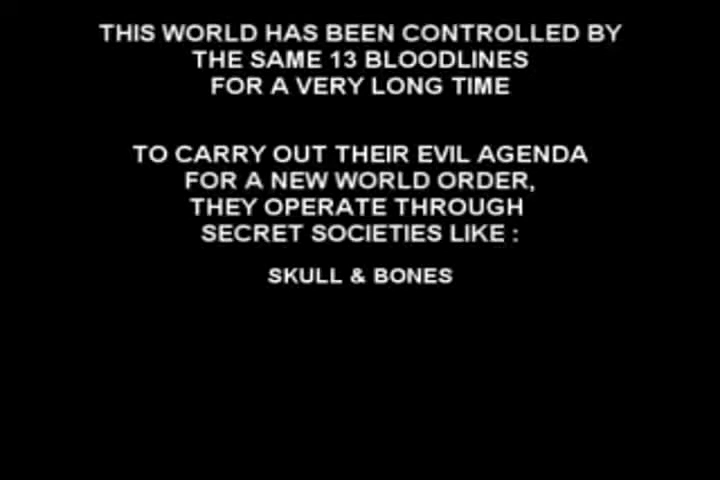 THIS WORLD HAS BEEN CONTROLLED BY
THE SAME 13 BLOODLINES
FOR A VERY LONG TIME
TO CARRY OUT THEIR EVIL AGENDA
FOR A NEW WORLD ORDER,
THEY OPERATE THROUGH
SECRET SOCIETIES LIKE :
SKULL & BONES